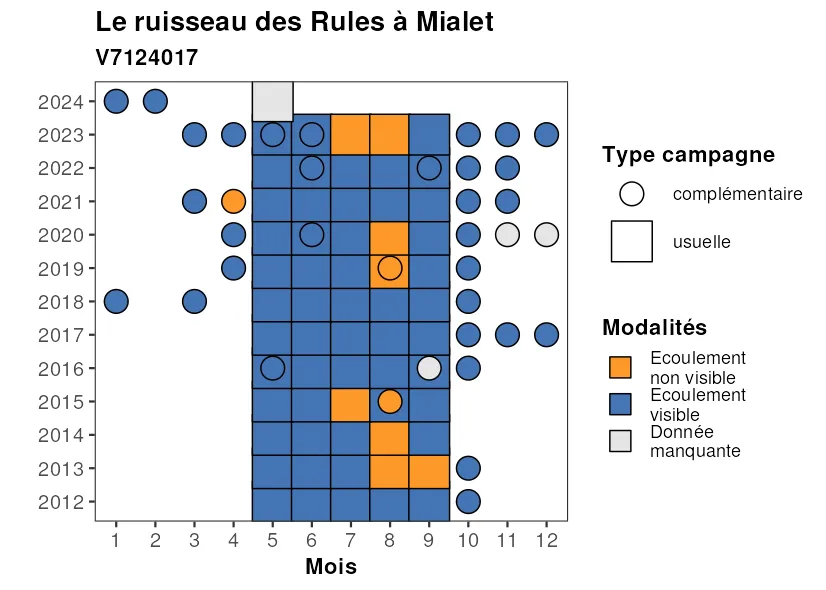 Le ruisseau des Rules à Mialet
V7124017
2024
2023
2022
2021
2020
2019
2018
2017
2016
2015
2014
2013
2012
1 2 3 4 5 6 7 8 9 10 11 12
Mois
Type campagne
complémentaire
usuelle
Modalités
Ecoulement
non visible
Ecoulement
visible
Donnée
manquante